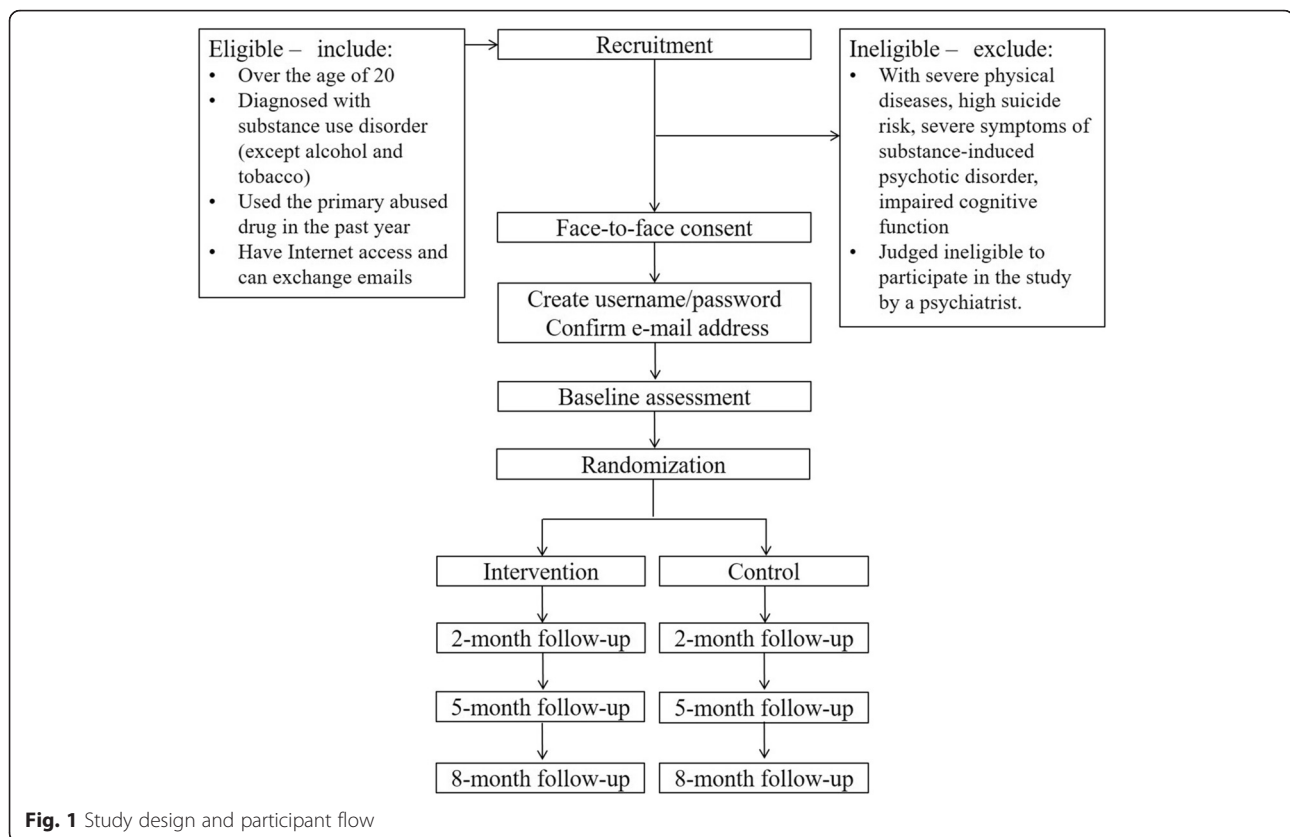 Eligible – include:
• Over the age of 20
• Diagnosed with
substance use disorder
(except alcohol and
tobacco)
• Used the primary abused
drug in the past year
• Have Internet access and
can exchange emails
Recruitment
Ineligible – exclude:
• With severe physical
diseases, high suicide
risk, severe symptoms of
substance-induced
psychotic disorder,
impaired cognitive
function
• Judged ineligible to
participate in the study
by a psychiatrist.
Face-to-face consent
Create username/password
Confirm e-mail address
Baseline assessment
Randomization
Intervention
Control
2-month follow-up
2-month follow-up
5-month follow-up
5-month follow-up
8-month follow-up
8-month follow-up
Fig. 1 Study design and participant flow